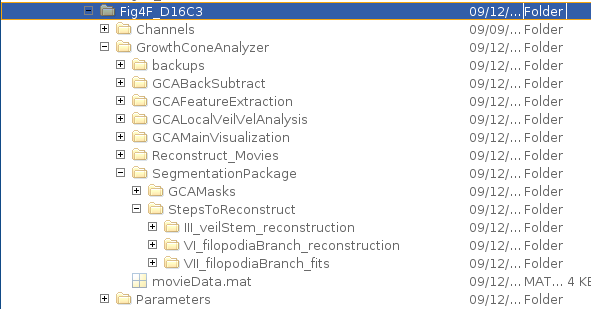 Fig4F_D16C3 09/12/... Folder
Channels 09/09/... Folder
GrowthConeAnalyzer 09/12/... Folder
backups 09/12/... Folder
GCABackSubtract 09/12/... Folder
GCAFeatureExtraction 09/12/... Folder
GCALocalVeilVelAnalysis 09/12/... Folder
GCAMainVisualization 09/12/... Folder
Reconstruct_Movies 09/12/... Folder
SegmentationPackage 09/12/... Folder
GCAMasks 09/12/... Folder
StepsToReconstruct 09/12/... Folder
III_veilStem_reconstruction 09/12/... Folder
VI_filopodiaBranch_reconstruction 09/12/... Folder
VII_filopodiaBranch_fits 09/12/... Folder
movieData.mat 09/12/... MAT... 4 KB
Parameters 09/12/... Folder